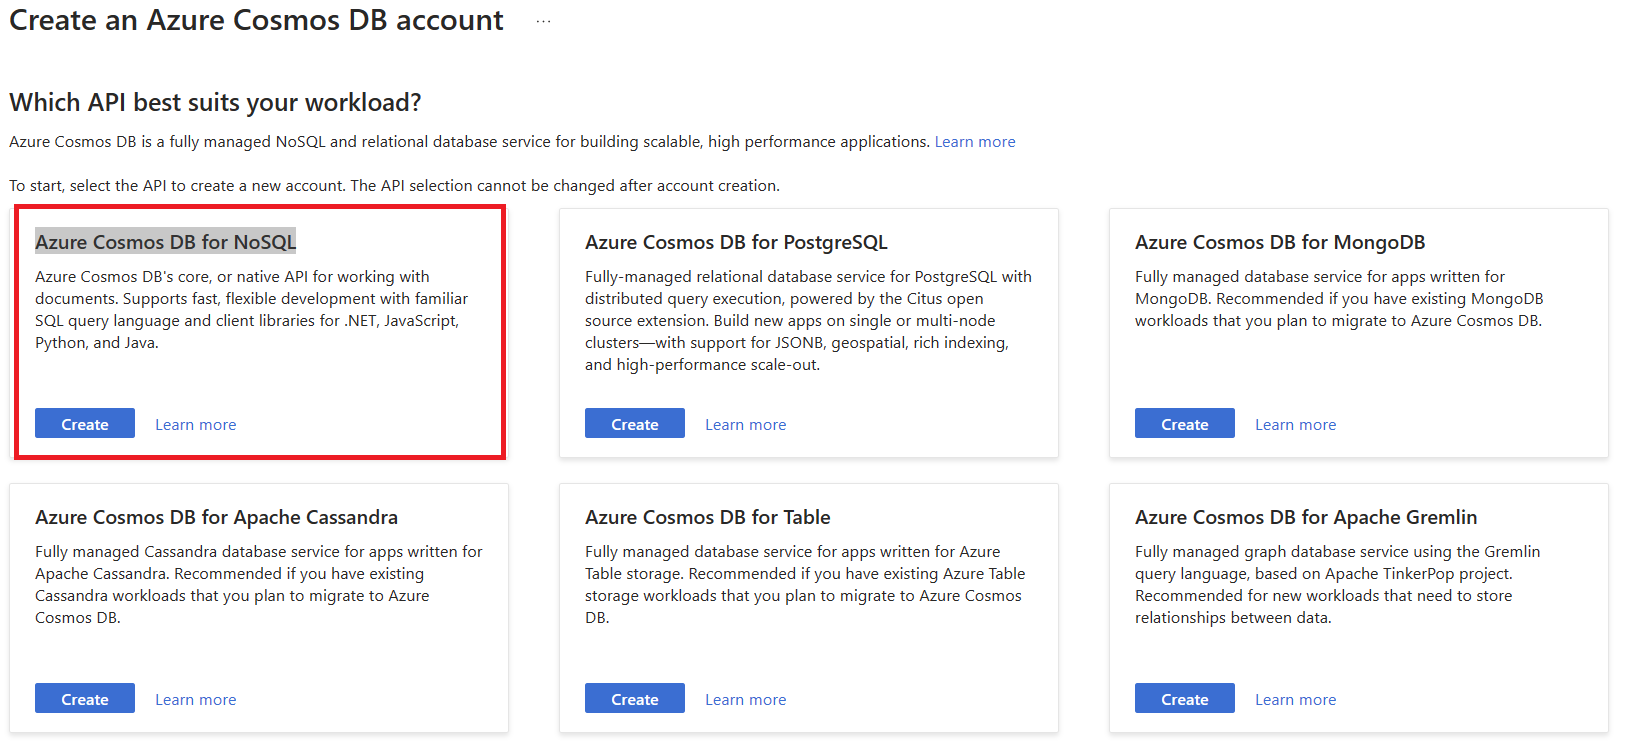 Create an Azure Cosmos DB account ...
Which API best suits your workload?
Azure Cosmos DB is a fully managed NoSQL and relational database service for building scalable, high performance applications. Learn more
To start, select the API to create a new account. The API selection cannot be changed after account creation.
Azure Cosmos DB for NoSQL
Azure Cosmos DB's core, or native API for working with
documents. Supports fast, flexible development with familiar
SQL query language and client libraries for .NET, JavaScript,
Python, and Java.
Create Learn more
Azure Cosmos DB for PostgreSQL
Fully-managed relational database service for PostgreSQL with
distributed query execution, powered by the Citus open
source extension. Build new apps on single or multi-node
clusters—with support for JSONB, geospatial, rich indexing,
and high-performance scale-out.
Create Learn more
Azure Cosmos DB for MongoDB
Fully managed database service for apps written for
MongoDB. Recommended if you have existing MongoDB
workloads that you plan to migrate to Azure Cosmos DB.
Create Learn more
Azure Cosmos DB for Apache Cassandra
Fully managed Cassandra database service for apps written for
Apache Cassandra. Recommended if you have existing
Cassandra workloads that you plan to migrate to Azure
Cosmos DB.
Create Learn more
Azure Cosmos DB for Table
Fully managed database service for apps written for Azure
Table storage. Recommended if you have existing Azure Table
storage workloads that you plan to migrate to Azure Cosmos
DB.
Create Learn more
Azure Cosmos DB for Apache Gremlin
Fully managed graph database service using the Gremlin
query language, based on Apache TinkerPop project.
Recommended for new workloads that need to store
relationships between data.
Create Learn more